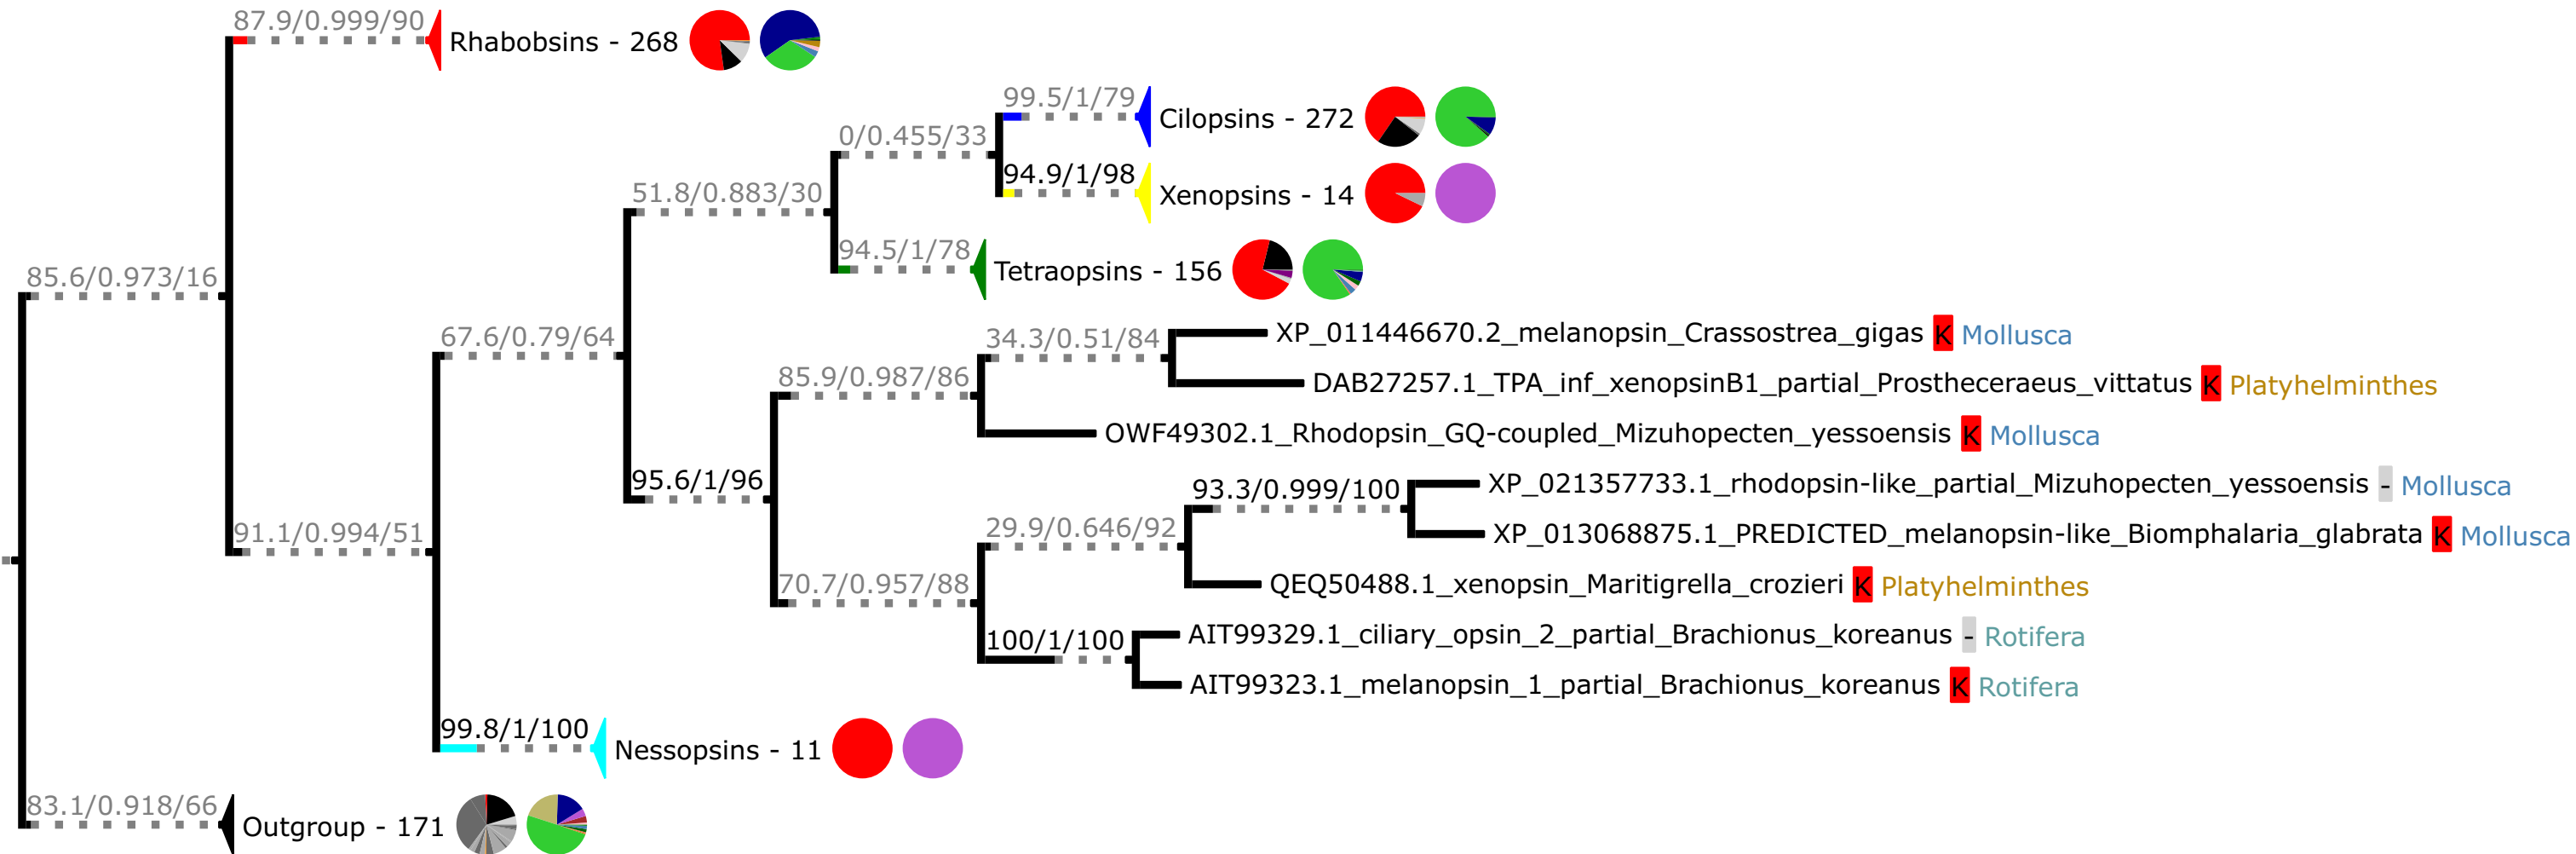 87.9/0.999/90
Rhabobsins - 268
99.5/1/79
Cilopsins - 272
0/0.455/33
94.9/1/98
Xenopsins - 14
51.8/0.883/30
94.5/1/78
Tetraopsins - 156
85.6/0.973/16
XP_011446670.2_melanopsin_Crassostrea_gigas K Mollusca
67.6/0.79/64
34.3/0.51/84
DAB27257.1_TPA_inf_xenopsinB1_partial_Prostheceraeus_vittatus K Platyhelminthes
85.9/0.987/86
OWF49302.1_Rhodopsin_GQ-coupled_Mizuhopecten_yessoensis K Mollusca
95.6/1/96
93.3/0.999/100
XP_021357733.1_rhodopsin-like_partial_Mizuhopecten_yessoensis - Mollusca
91.1/0.994/51
29.9/0.646/92
XP_013068875.1_PREDICTED_melanopsin-like_Biomphalaria_glabrata K Mollusca
70.7/0.957/88
QEQ50488.1_xenopsin_Maritigrella_crozieri K Platyhelminthes
100/1/100
AIT99329.1_ciliary_opsin_2_partial_Brachionus_koreanus - Rotifera
AIT99323.1_melanopsin_1_partial_Brachionus_koreanus K Rotifera
99.8/1/100
Nessopsins - 11
83.1/0.918/66
Outgroup - 171